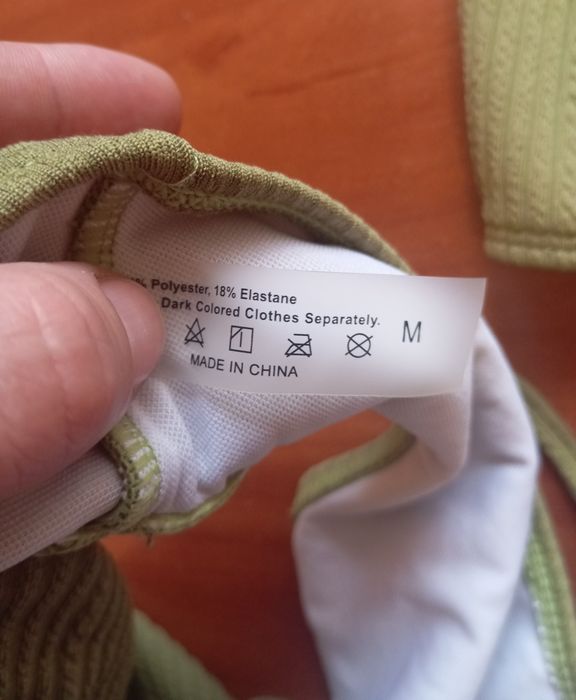 % Polyester, 18% Elastane
Dark Colored Clothes Separately.
M
MADE IN CHINA